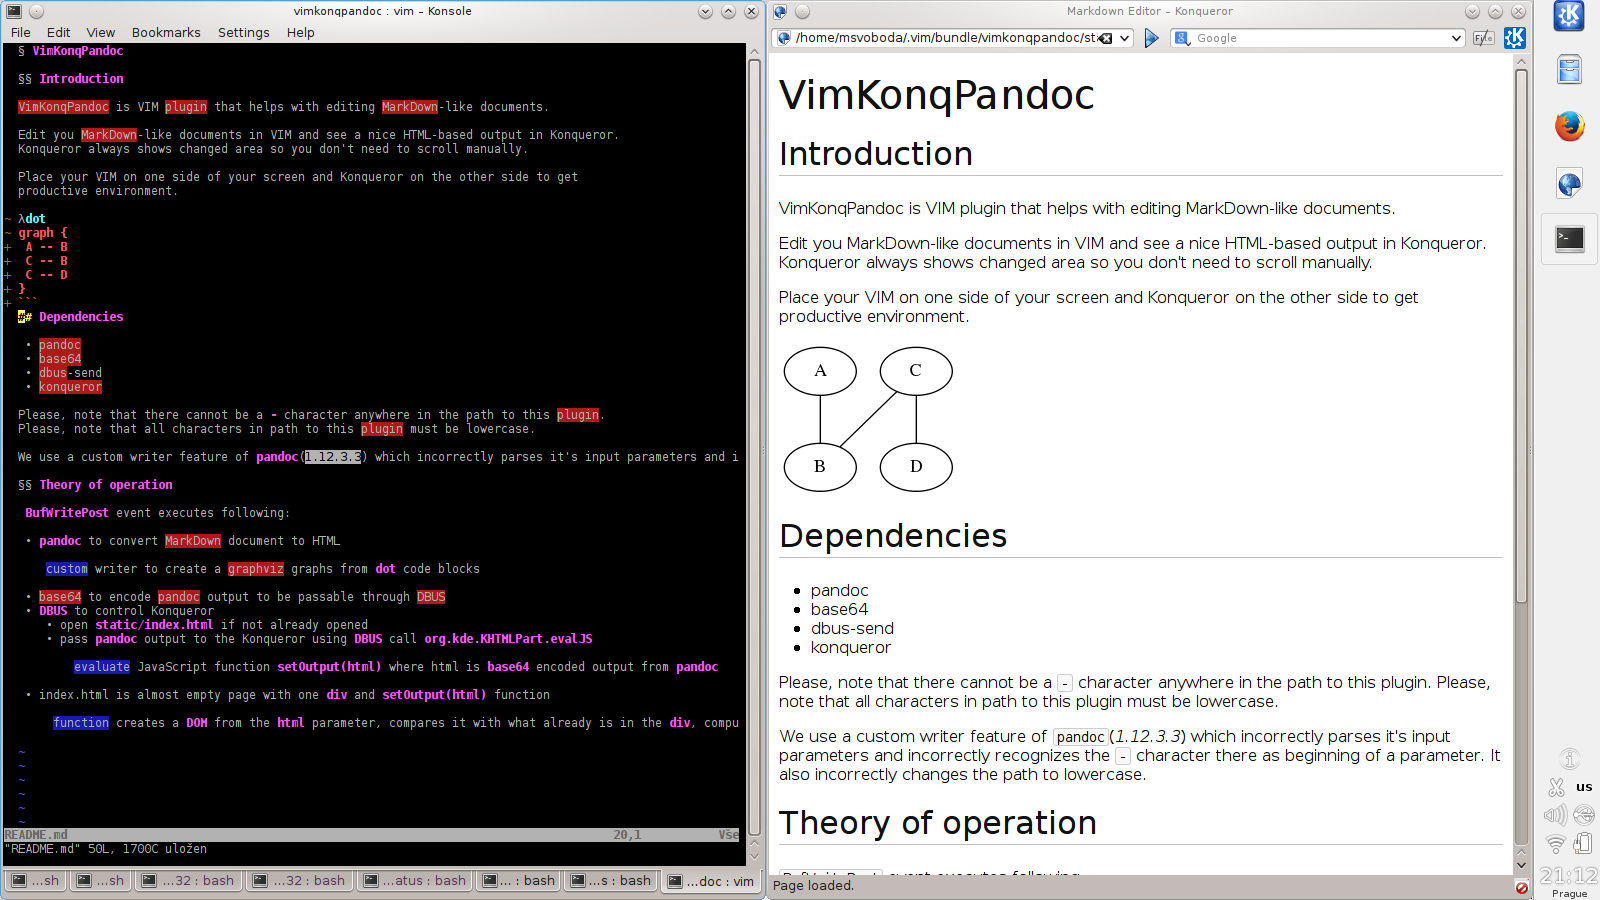 vimkonqpandoc : vim – Konsole
File Edit View Bookmarks Settings Help
§ VimKonqPandoc
§§ Introduction
VimKonqPandoc is VIM plugin that helps with editing MarkDown-like documents.
Edit you MarkDown-like documents in VIM and see a nice HTML-based output in Konqueror.
Konqueror always shows changed area so you don't need to scroll manually.
Place your VIM on one side of your screen and Konqueror on the other side to get
productive environment.
~ λdot
~ graph {
+ A -- B
+ C -- B
+ C -- D
+ }
+ ```
## Dependencies
• pandoc
• base64
• dbus-send
• konqueror
Please, note that there cannot be a - character anywhere in the path to this plugin.
Please, note that all characters in path to this plugin must be lowercase.
We use a custom writer feature of pandoc(1.12.3.3) which incorrectly parses it's input parameters and i
§§ Theory of operation
BufWritePost event executes following:
• pandoc to convert MarkDown document to HTML
custom writer to create a graphviz graphs from dot code blocks
• base64 to encode pandoc output to be passable through DBUS
• DBUS to control Konqueror
• open static/index.html if not already opened
• pass pandoc output to the Konqueror using DBUS call org.kde.KHTMLPart.evalJS
evaluate JavaScript function setOutput(html) where html is base64 encoded output from pandoc
• index.html is almost empty page with one div and setOutput(html) function
function creates a DOM from the html parameter, compares it with what already is in the div, compu
~
~
~
~
~
~
README.md 20,1 Vše
"README.md" 50L, 1700C uložen
...sh ...sh ...32 : bash ...32 : bash ...atus : bash ... : bash ...s : bash ...doc : vim
Markdown Editor – Konqueror
/home/msvoboda/.vim/bundle/vimkonqpandoc/sta
Google
VimKonqPandoc
Introduction
VimKonqPandoc is VIM plugin that helps with editing MarkDown-like documents.
Edit you MarkDown-like documents in VIM and see a nice HTML-based output in Konqueror.
Konqueror always shows changed area so you don't need to scroll manually.
Place your VIM on one side of your screen and Konqueror on the other side to get
productive environment.
A C
B D
Dependencies
• pandoc
• base64
• dbus-send
• konqueror
Please, note that there cannot be a - character anywhere in the path to this plugin. Please,
note that all characters in path to this plugin must be lowercase.
We use a custom writer feature of pandoc(1.12.3.3) which incorrectly parses it's input
parameters and incorrectly recognizes the - character there as beginning of a parameter. It
also incorrectly changes the path to lowercase.
Theory of operation
BufWritePost event executes following:
Page loaded.
us
21:12
Prague